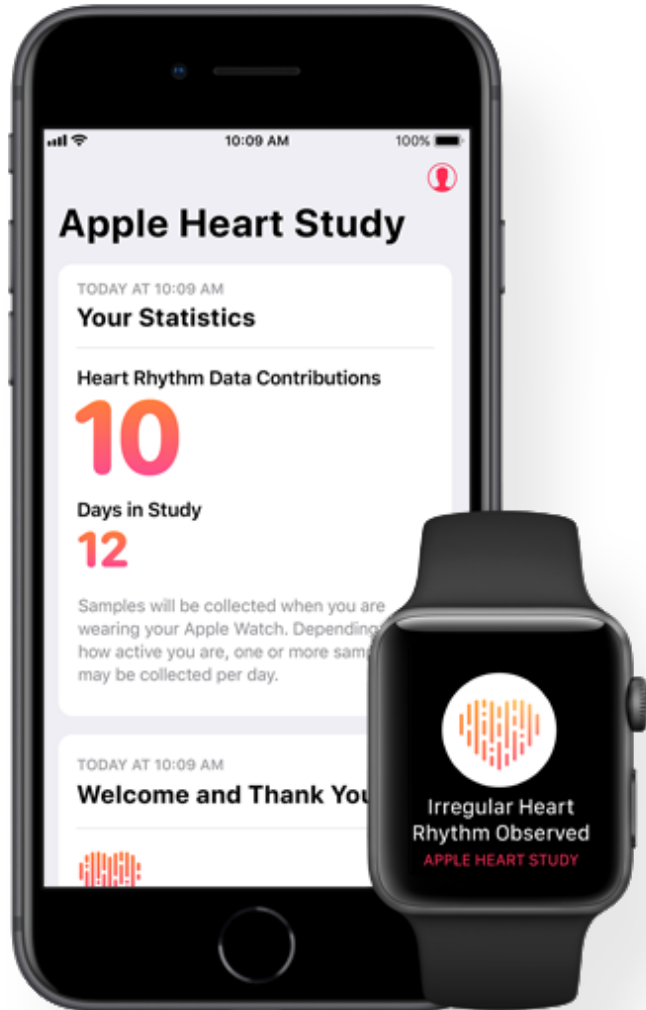 10:09 AM
100%
Apple Heart Study
TODAY AT 10:09 AM
Your Statistics
Heart Rhythm Data Contributions
10
Days in Study
12
Samples will be collected when you are
wearing your Apple Watch. Depending
how active you are, one or more
may be collected per day.
TODAY AT 10:09 AM
Welcome and Thank
Irregular Heart
Rhythm Observed
APPLE HEART STUDY